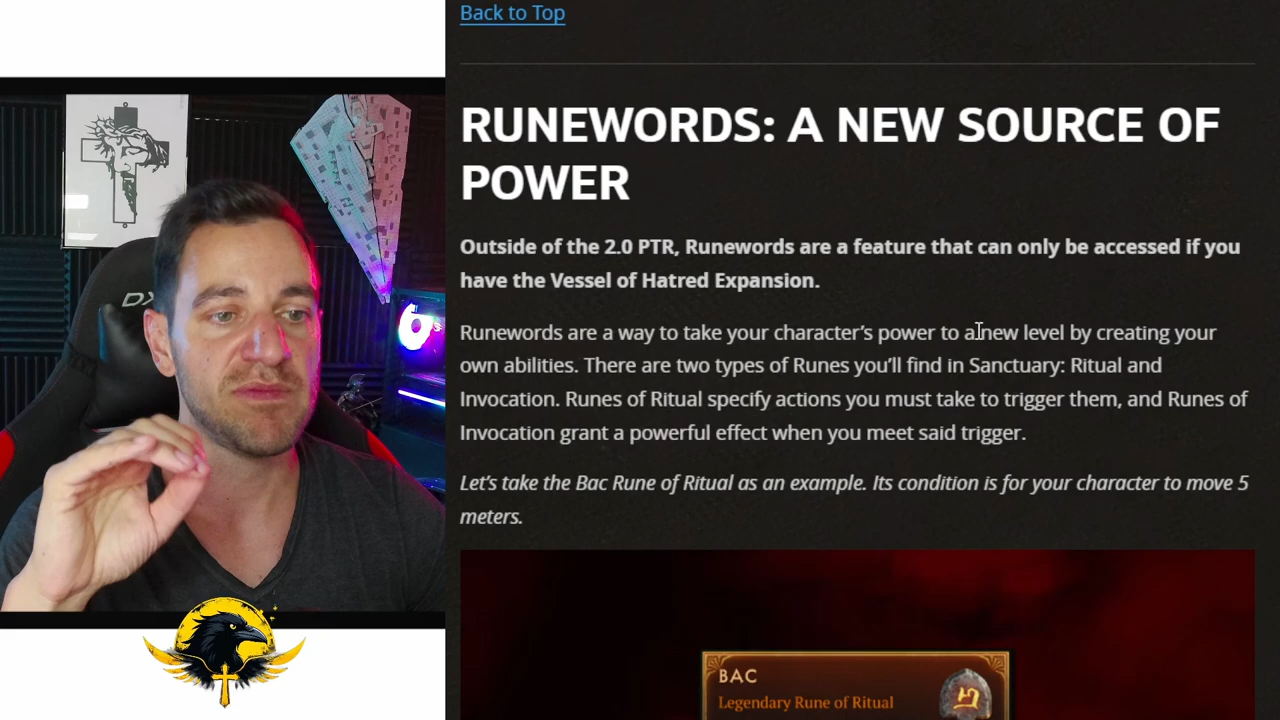 Back to Top
RUNEWORDS: A NEW SOURCE OF
POWER
Outside of the 2.0 PTR, Runewords are a feature that can only be accessed if you
have the Vessel of Hatred Expansion.
Runewords are a way to take your character’s power to a new level by creating your
own abilities. There are two types of Runes you’ll find in Sanctuary: Ritual and
Invocation. Runes of Ritual specify actions you must take to trigger them, and Runes of
Invocation grant a powerful effect when you meet said trigger.
Let’s take the Bac Rune of Ritual as an example. Its condition is for your character to move 5
meters.
BAC
Legendary Rune of Ritual
DX